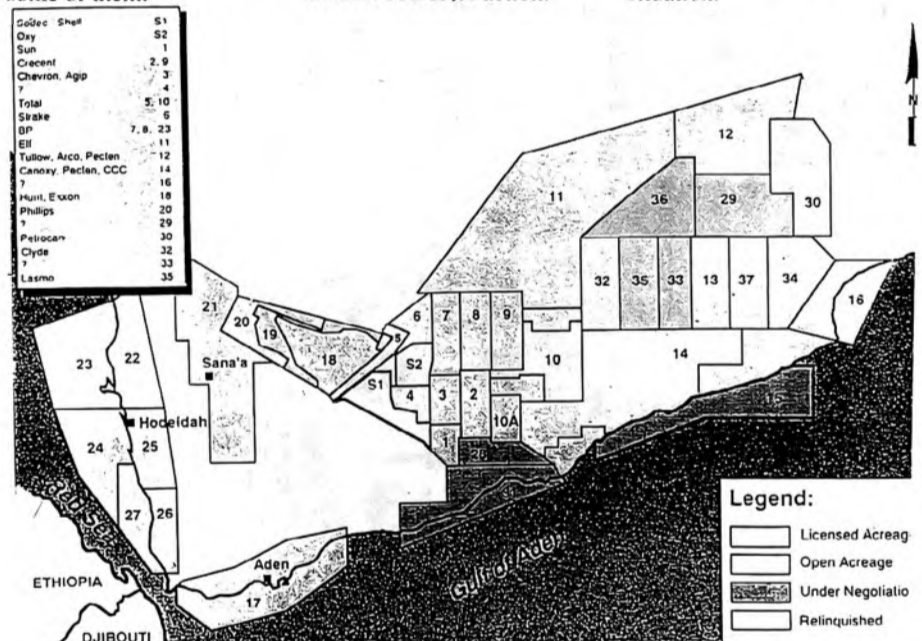 Sodec Shell S1
Oxy S2
Sun 1
Crecent 2, 9
Chevron, Agip 3
? 4
Total 5, 10
Strake 6
BP 7, 8, 23
Elf 11
Tullow, Arco, Pecten 12
Canoxy, Pecten, CCC 14
? 16
Hunt, Exxon 18
Phillips 20
? 29
Petrocan 30
Clyde 32
? 33
Lasmo 35
N
12
11
36
29
30
32
35
33
13
37
34
16
21
20
19
18
5
6
7
8
9
10
14
S2
S1
4
3
2
10A
1
23
22
Sana'a
Hodeidah
24
25
27
26
Red Sea
Aden
17
Gulf of Aden
ETHIOPIA
DJIBOUTI
Legend:
Licensed Acreag
Open Acreage
Under Negotiatio
Relinquished